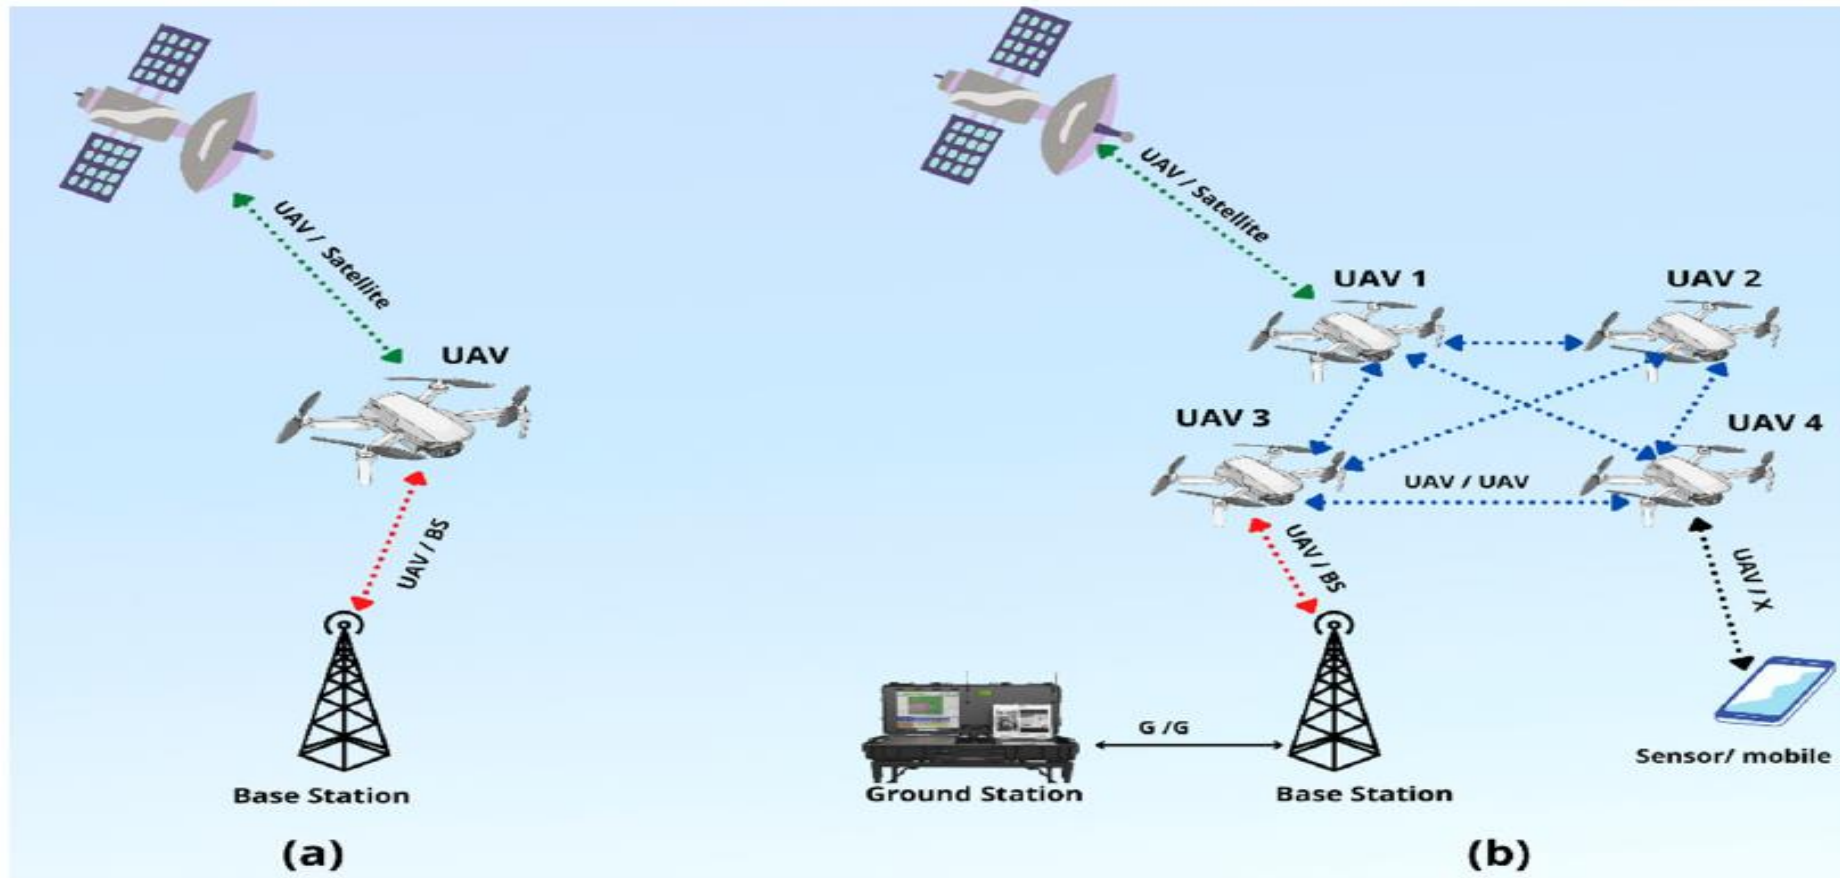 UAV / Satellite
UAV
UAV / BS
Base Station
(a)
UAV / Satellite
UAV 1
UAV 2
UAV 3
UAV 4
UAV / UAV
UAV / BS
UAV / X
G /G
Sensor/ mobile
Ground Station
Base Station
(b)